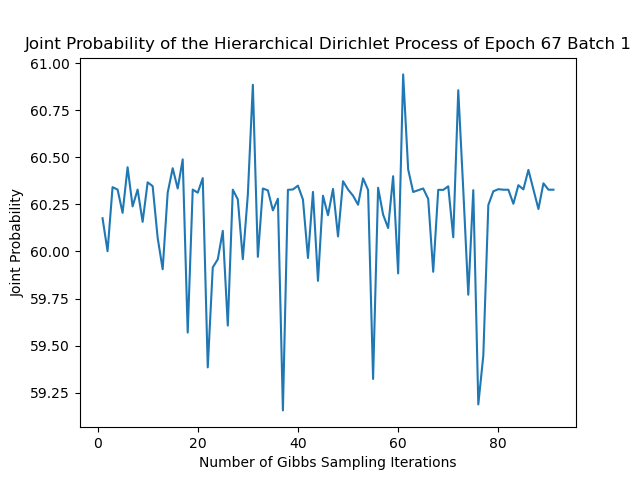 Joint Probability of the Hierarchical Dirichlet Process of Epoch 67 Batch 1
61.00
60.75
60.50
60.25
60.00
59.75
59.50
59.25
Joint Probability
0 20 40 60 80
Number of Gibbs Sampling Iterations